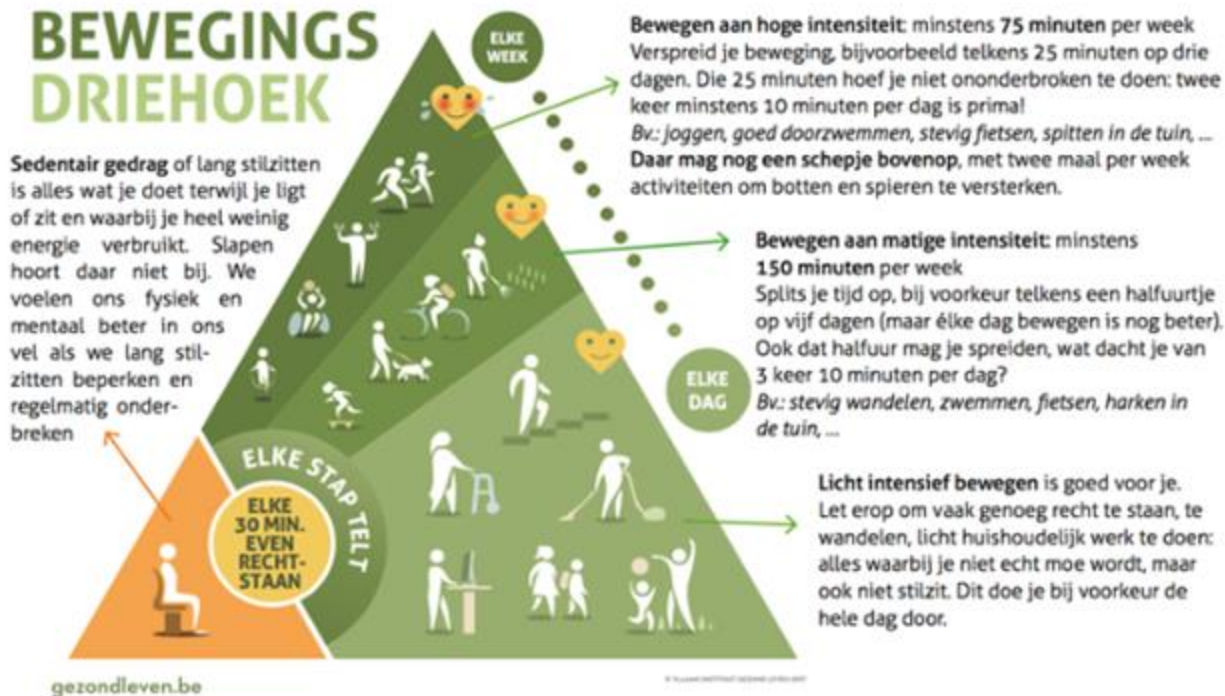 BEWEGINGS
DRIEHOEK
Sedentair gedrag of lang stilzitten
is alles wat je doet terwijl je ligt
of zit en waarbij je heel weinig
energie verbruikt. Slapen
hoort daar niet bij. We
voelen ons fysiek en
mentaal beter in ons
vel als we lang stil-
zitten beperken en
regelmatig onder-
breken
ELKE
WEEK
Bewegen aan hoge intensiteit: minstens 75 minuten per week
Verspreid je beweging, bijvoorbeeld telkens 25 minuten op drie
dagen. Die 25 minuten hoef je niet ononderbroken te doen: twee
keer minstens 10 minuten per dag is prima!
Bv.: joggen, goed doorzwemmen, stevig fietsen, spitten in de tuin, ...
Daar mag nog een schepje bovenop, met twee maal per week
activiteiten om botten en spieren te versterken.
Bewegen aan matige intensiteit: minstens
150 minuten per week
Splits je tijd op, bij voorkeur telkens een halfuurtje
op vijf dagen (maar élke dag bewegen is nog beter).
Ook dat halfuur mag je spreiden, wat dacht je van
3 keer 10 minuten per dag?
Bv.: stevig wandelen, zwemmen, fietsen, harken in
de tuin, ...
ELKE
DAG
Licht intensief bewegen is goed voor je.
Let erop om vaak genoeg recht te staan, te
wandelen, licht huishoudelijk werk te doen:
alles waarbij je niet echt moe wordt, maar
ook niet stilzit. Dit doe je bij voorkeur de
hele dag door.
ELKE STAP TELT
ELKE
30 MIN.
EVEN
RECHT-
STAAN
gezondleven.be